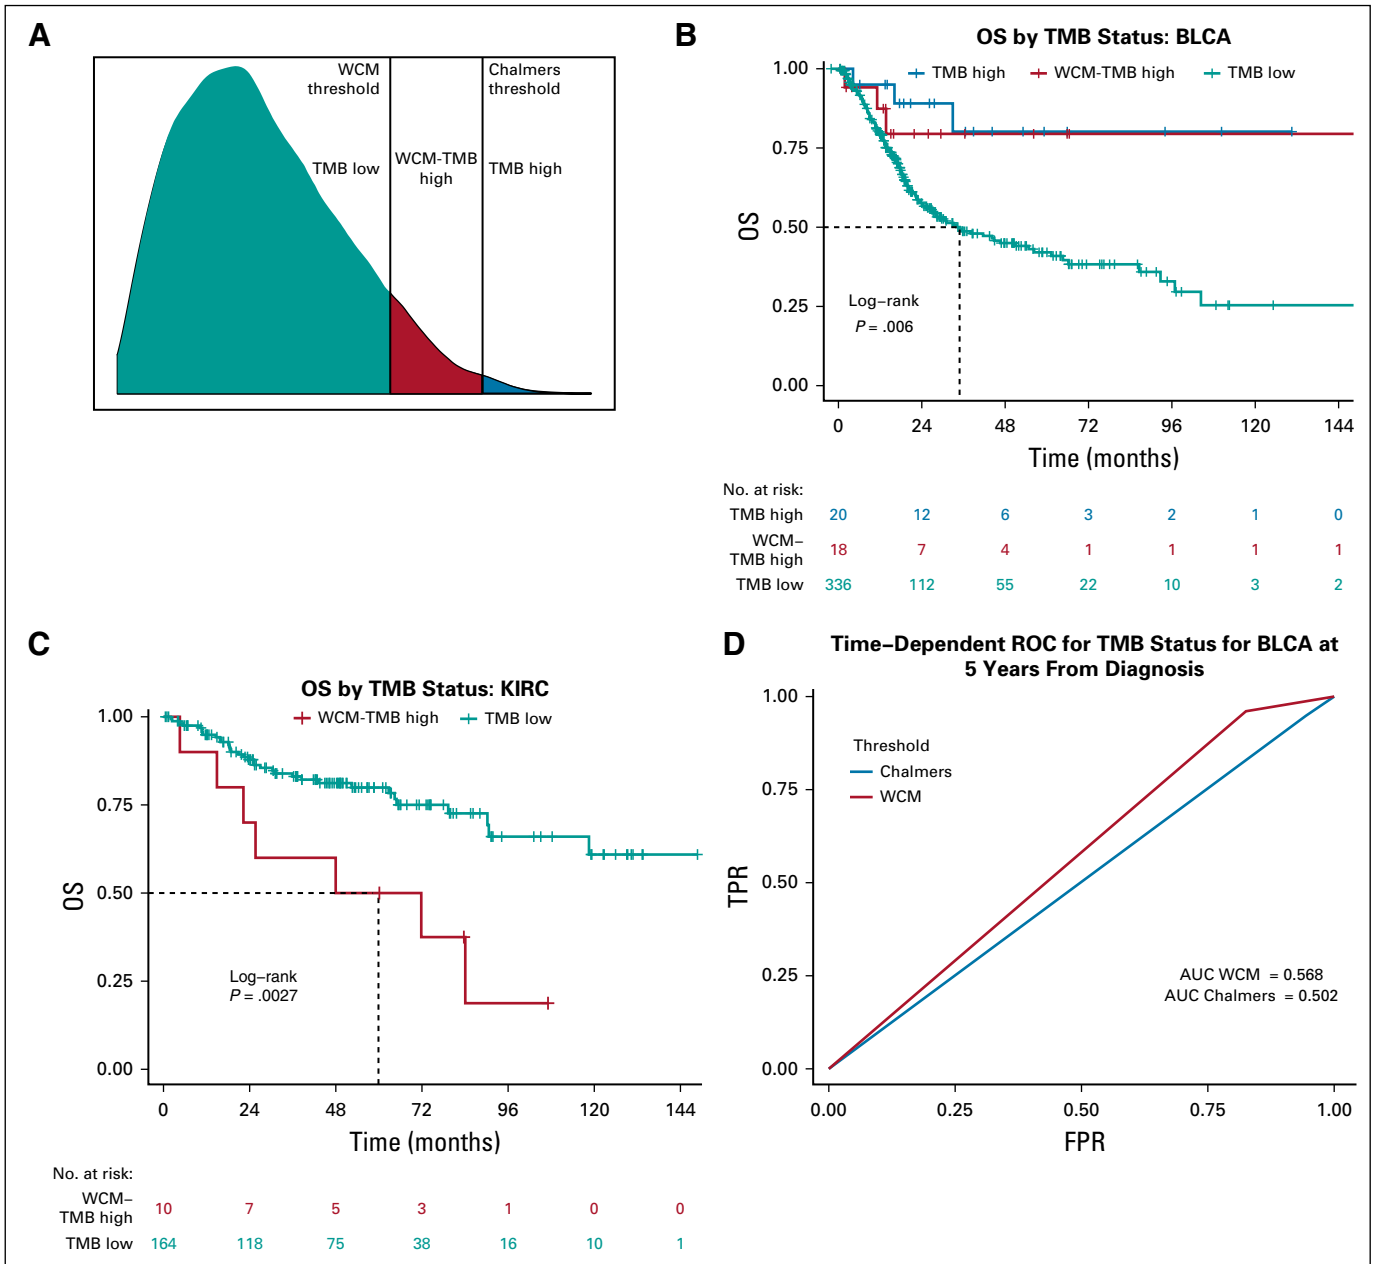 A
WCM
threshold
Chalmers
threshold
TMB low
WCM-TMB
high
TMB high
B
OS by TMB Status: BLCA
TMB high WCM-TMB high TMB low
1.00
0.75
0.50
0.25
0.00
OS
Log–rank
P = .006
0 24 48 72 96 120 144
Time (months)
No. at risk:
TMB high 20 12 6 3 2 1 0
WCM–
TMB high 18 7 4 1 1 1 1
TMB low 336 112 55 22 10 3 2
C
OS by TMB Status: KIRC
WCM-TMB high TMB low
1.00
0.75
0.50
0.25
0.00
OS
Log–rank
P = .0027
0 24 48 72 96 120 144
Time (months)
No. at risk:
WCM–
TMB high 10 7 5 3 1 0 0
TMB low 164 118 75 38 16 10 1
D
Time–Dependent ROC for TMB Status for BLCA at
5 Years From Diagnosis
1.00
0.75
0.50
0.25
0.00
TPR
Threshold
Chalmers
WCM
AUC WCM = 0.568
AUC Chalmers = 0.502
0.00 0.25 0.50 0.75 1.00
FPR